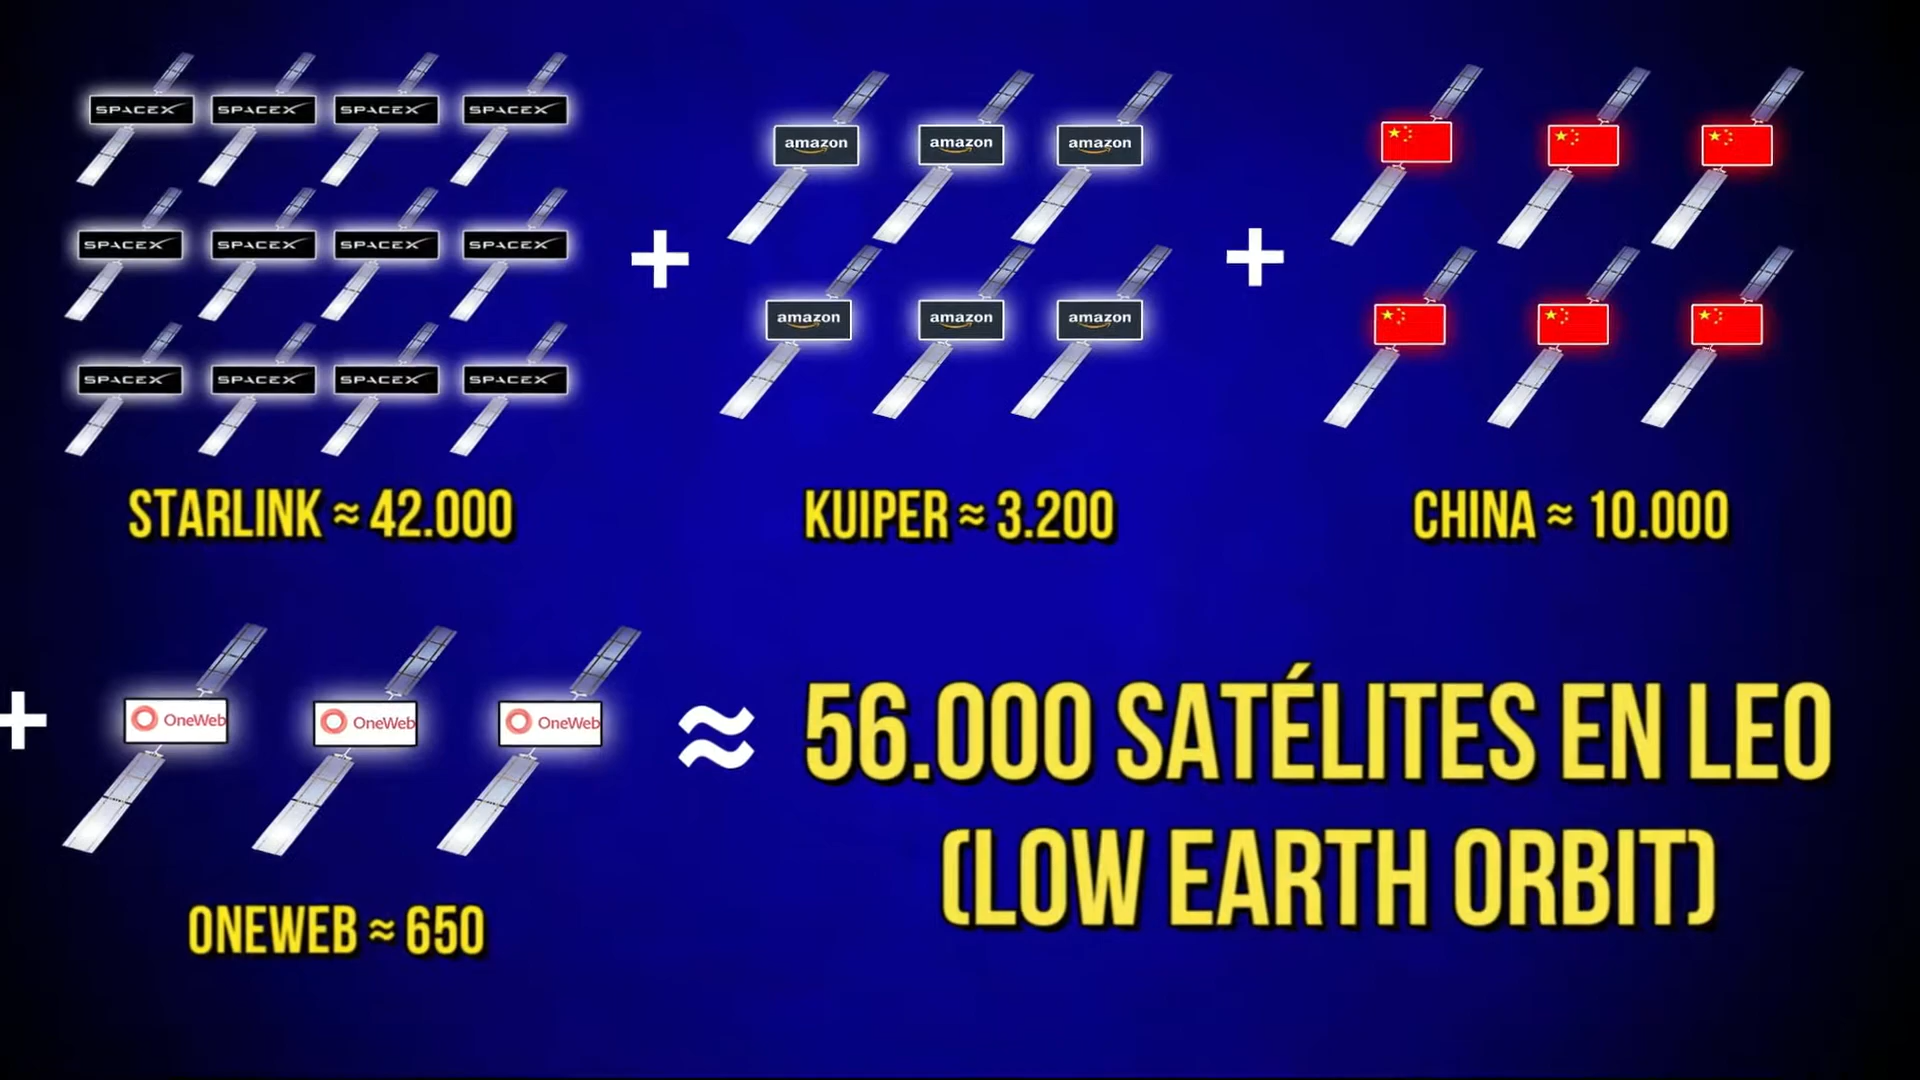 SPACEX SPACEX SPACEX SPACEX
SPACEX SPACEX SPACEX SPACEX
SPACEX SPACEX SPACEX SPACEX
STARLINK ≈ 42.000
+
amazon amazon amazon
amazon amazon amazon
KUIPER ≈ 3.200
+
CHINA ≈ 10.000
+
OneWeb OneWeb OneWeb
ONEWEB ≈ 650
≈ 56.000 SATÉLITES EN LEO
(LOW EARTH ORBIT)